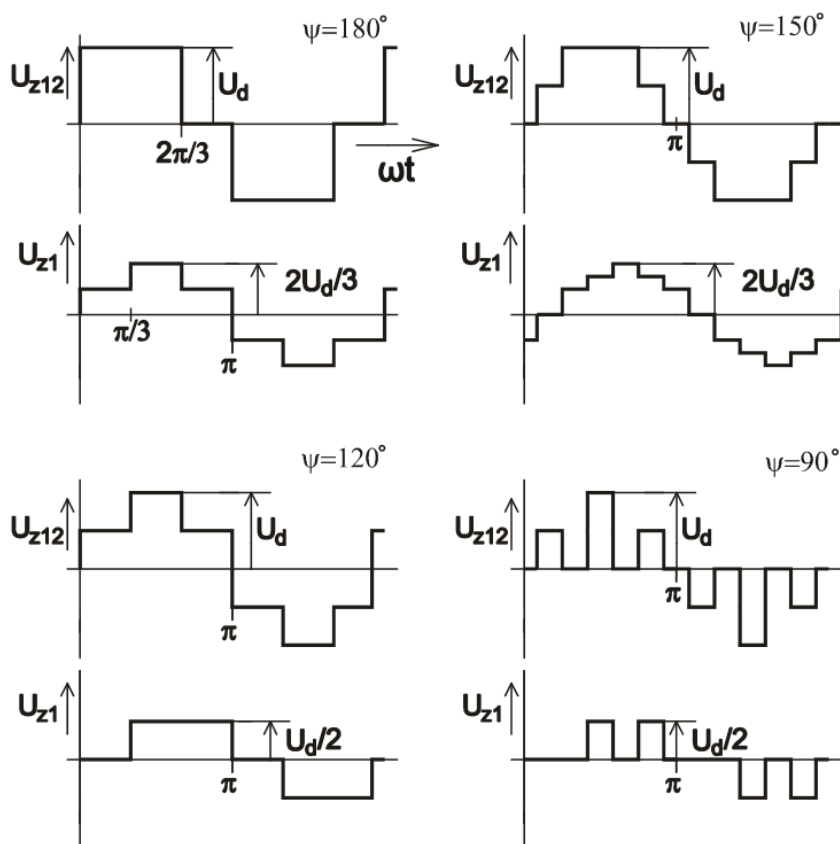 ψ=180°
U_z12
U_d
2π/3
ωt
U_z1
2U_d/3
π/3
π
ψ=150°
U_z12
U_d
π
U_z1
2U_d/3
ψ=120°
U_z12
U_d
π
U_z1
U_d/2
π
ψ=90°
U_z12
U_d
π
U_z1
U_d/2
π